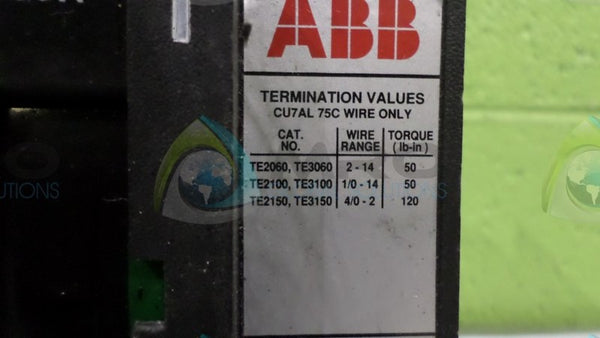 ABB
TERMINATION VALUES
CU7AL 75C WIRE ONLY
CAT. NO. WIRE RANGE TORQUE (lb-in)
TE2060, TE3060 2 - 14 50
TE2100, TE3100 1/0 - 14 50
TE2150, TE3150 4/0 - 2 120
UTIONS